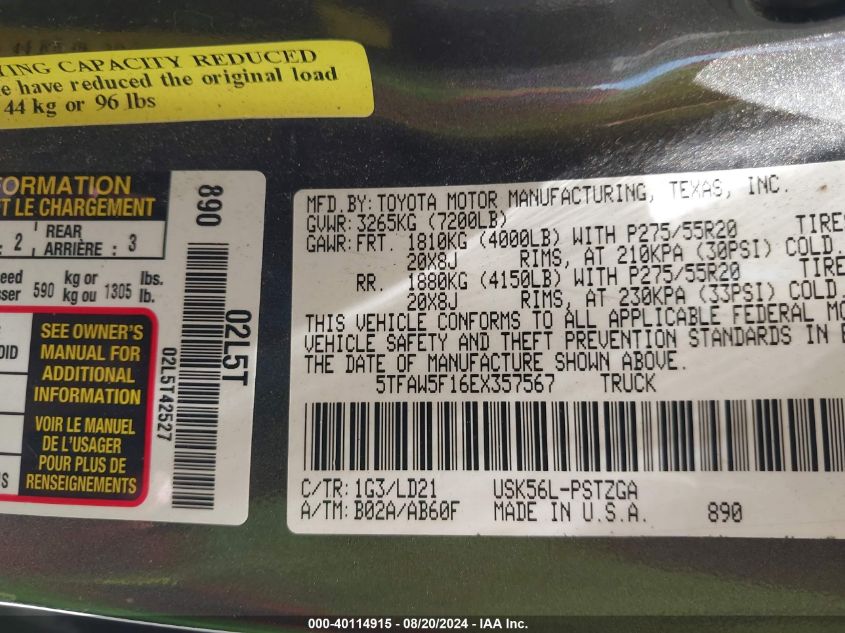 TING CAPACITY REDUCED
have reduced the original load
44 kg or 96 lbs
FORMATION
ET LE CHARGEMENT
: 2 REAR ARRIÈRE : 3
590 kg or kg ou 1305 lbs. lb.
SEE OWNER'S
MANUAL FOR
ADDITIONAL
INFORMATION
VOIR LE MANUEL
DE L'USAGER
POUR PLUS DE
RENSEIGNEMENTS
890
02L5T
02L5T42527
MFD.BY:TOYOTA MOTOR MANUFACTURING, TEXAS, INC.
GVWR:3265KG (7200LB)
GAWR:FRT. 1810KG (4000LB) WITH P275/55R20 TIRES
20X8J RIMS, AT 210KPA (30PSI) COLD.
RR. 1880KG (4150LB) WITH P275/55R20 TIRE
20X8J RIMS, AT 230KPA (33PSI) COLD
THIS VEHICLE CONFORMS TO ALL APPLICABLE FEDERAL MO
VEHICLE SAFETY AND THEFT PREVENTION STANDARDS IN E
THE DATE OF MANUFACTURE SHOWN ABOVE.
5TFAW5F16EX357567 TRUCK
C/TR:1G3/LD21 USK56L-PSTZGA
A/TM:B02A/AB60F MADE IN U.S.A. 890
000-40114915 - 08/20/2024 - IAA Inc.